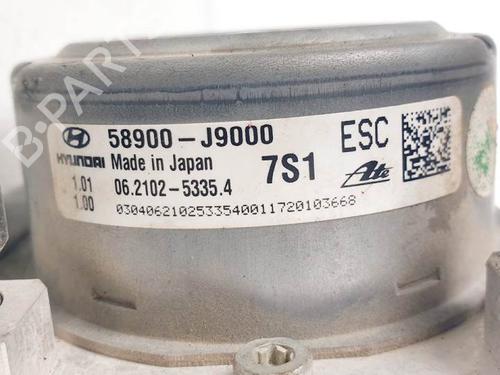 B-PARTS
58900-J9000 ESC
HYUNDAI Made in Japan 7S1 Ate
1.01 06.2102-5335.4
1.00 0304062102533540011720103668